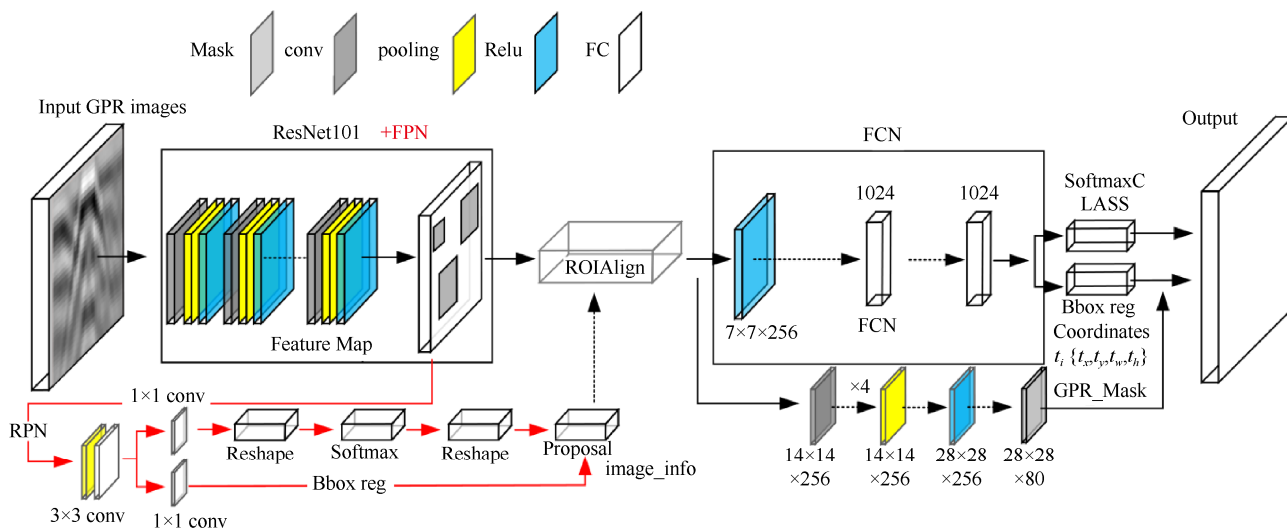 Mask conv pooling Relu FC
Input GPR images
ResNet101 +FPN
FCN
Output
1024
1024
SoftmaxC
LASS
ROIAlign
Feature Map
7×7×256
FCN
Bbox reg
Coordinates
t_i {t_x,t_y,t_w,t_h}
GPR_Mask
×4
1×1 conv
RPN
Reshape
Softmax
Reshape
Proposal
image_info
Bbox reg
3×3 conv
1×1 conv
14×14
×256
14×14
×256
28×28
×256
28×28
×80